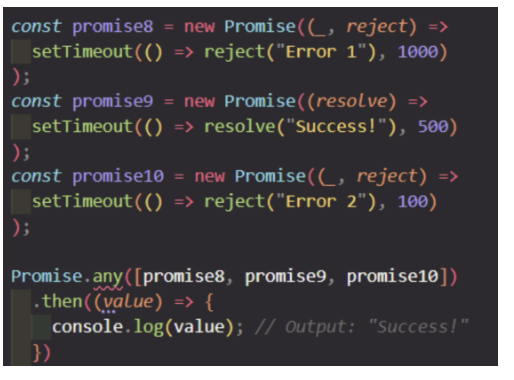 const promise8 = new Promise((_, reject) =>
  setTimeout(() => reject("Error 1"), 1000)
);
const promise9 = new Promise((resolve) =>
  setTimeout(() => resolve("Success!"), 500)
);
const promise10 = new Promise((_, reject) =>
  setTimeout(() => reject("Error 2"), 100)
);

Promise.any([promise8, promise9, promise10])
  .then((value) => {
    console.log(value); // Output: "Success!"
  })